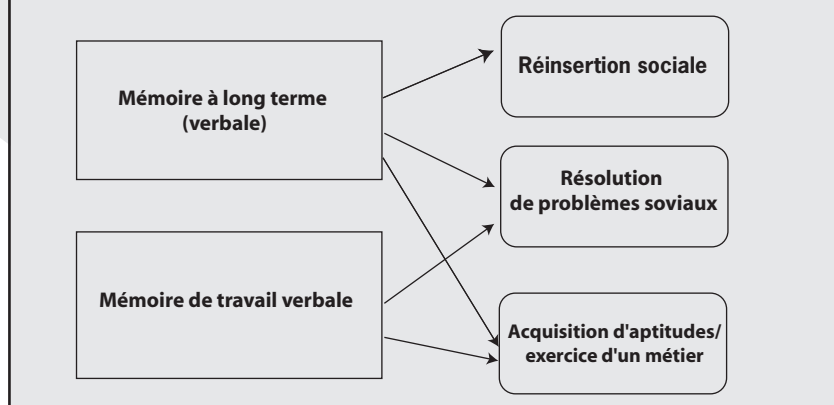 Mémoire à long terme
(verbale)
Réinsertion sociale
Résolution
de problèmes soviaux
Mémoire de travail verbale
Acquisition d'aptitudes/
exercice d'un métier